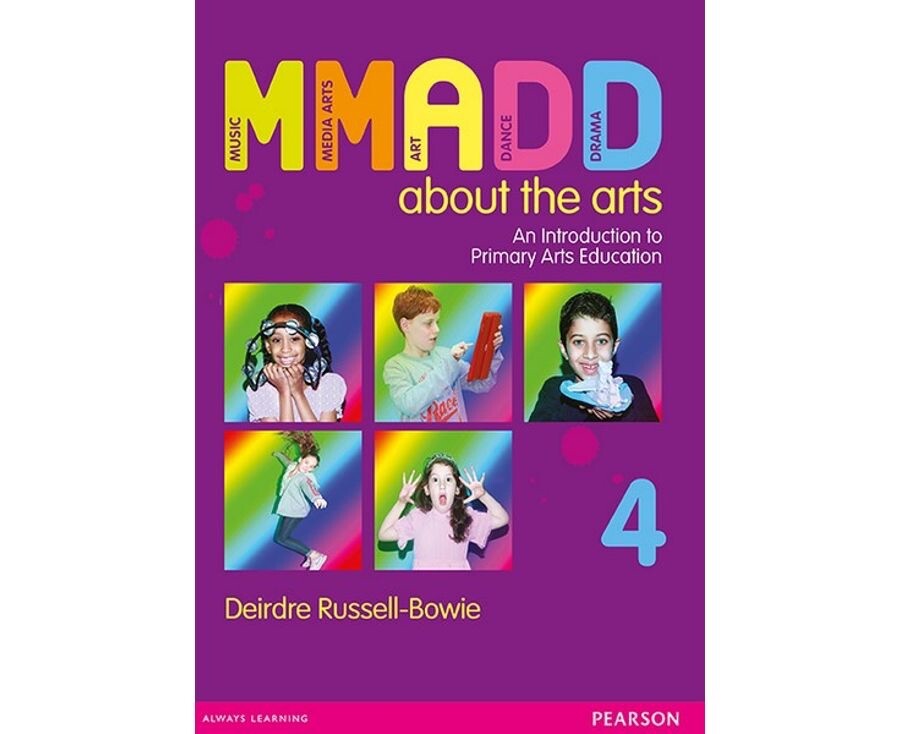 MMADD
MUSIC
MEDIA ARTS
ART
DANCE
DRAMA
about the arts
An Introduction to
Primary Arts Education
Race
4
Deirdre Russell-Bowie
ALWAYS LEARNING
PEARSON